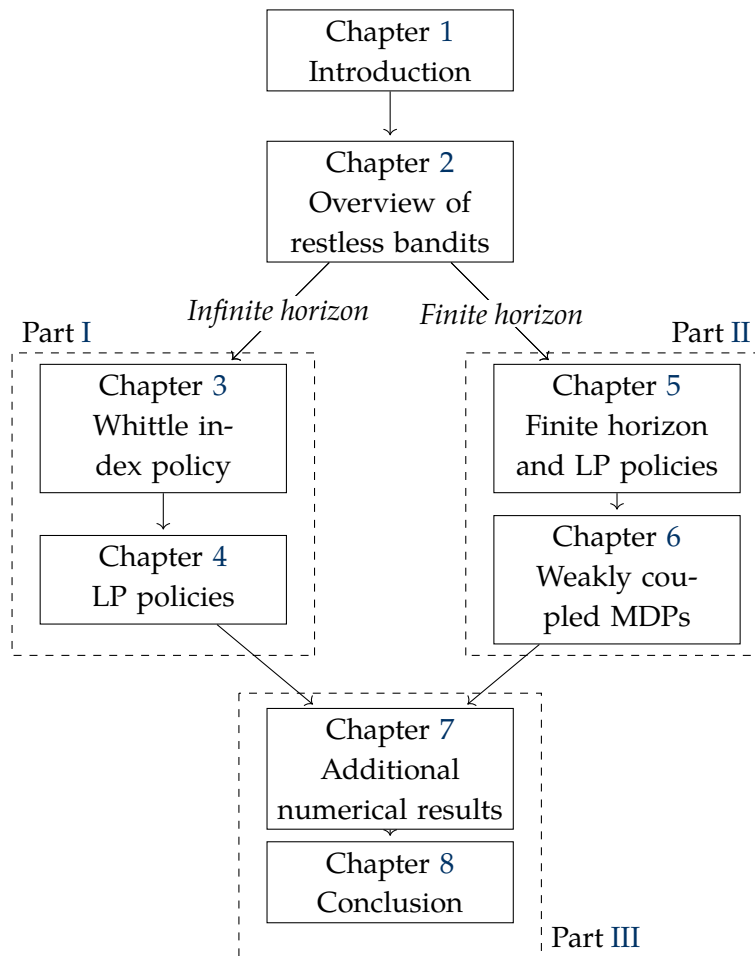 Chapter 1
Introduction
Chapter 2
Overview of
restless bandits
Infinite horizon
Finite horizon
Part I
Part II
Chapter 3
Whittle in-
dex policy
Chapter 4
LP policies
Chapter 5
Finite horizon
and LP policies
Chapter 6
Weakly cou-
pled MDPs
Chapter 7
Additional
numerical results
Chapter 8
Conclusion
Part III